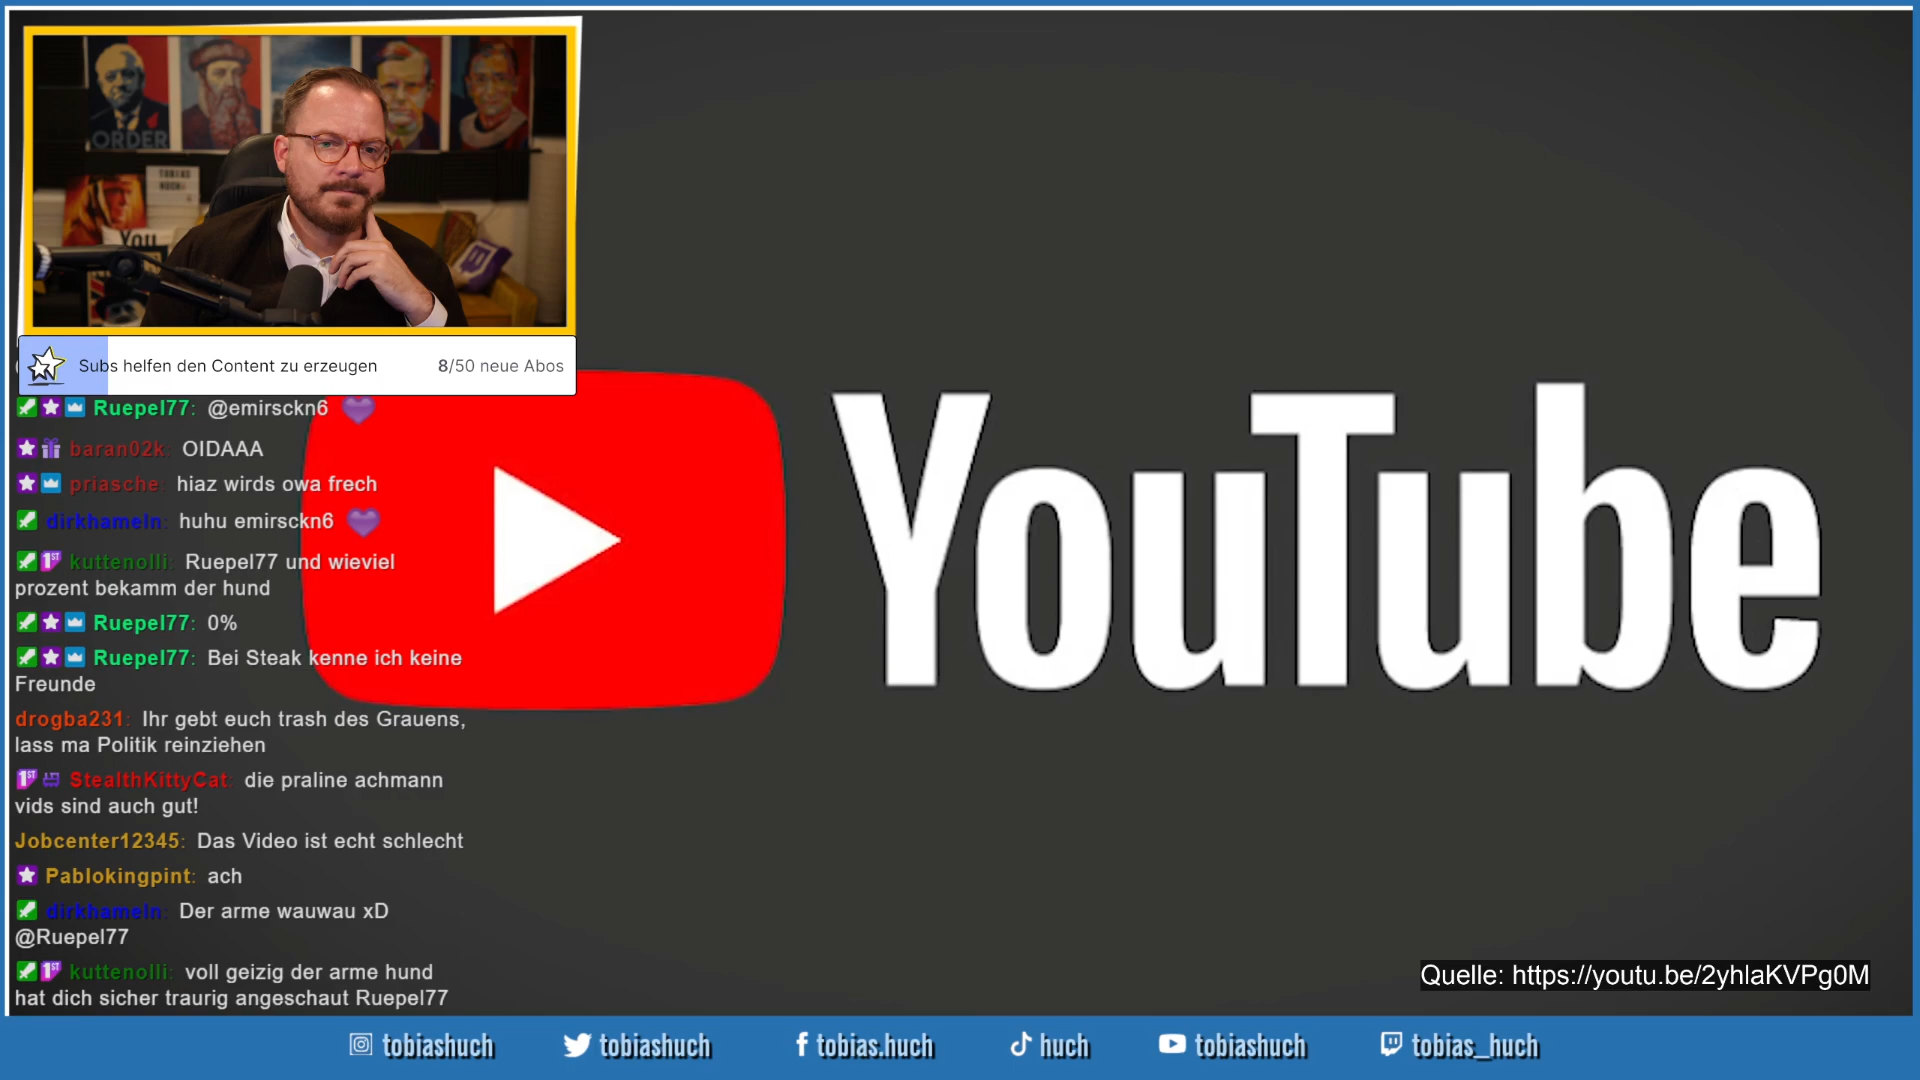 ORDER
TOBIAS
HUCH
YOU
Subs helfen den Content zu erzeugen 8/50 neue Abos
Ruepel77: @emirsckn6
baran02k: OIDAAA
priasche: hiaz wirds owa frech
dirkhameln: huhu emirsckn6
kuttenolli: Ruepel77 und wieviel
prozent bekamm der hund
Ruepel77: 0%
Ruepel77: Bei Steak kenne ich keine
Freunde
drogba231: Ihr gebt euch trash des Grauens,
lass ma Politik reinziehen
1ST StealthKittyCat: die praline achmann
vids sind auch gut!
Jobcenter12345: Das Video ist echt schlecht
Pablokingpint: ach
dirkhameln: Der arme wauwau xD
@Ruepel77
kuttenolli: voll geizig der arme hund
hat dich sicher traurig angeschaut Ruepel77
YouTube
Quelle: https://youtu.be/2yhlaKVPg0M
tobiashuch tobiashuch tobias.huch huch tobiashuch tobias_huch